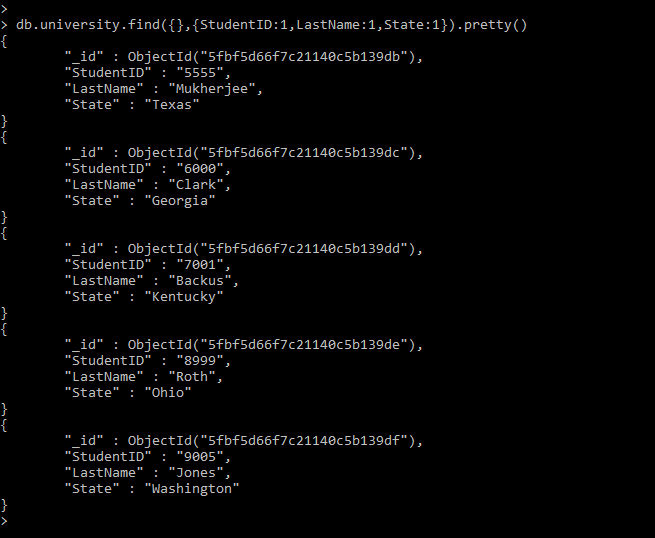 >
> db.university.find({},{StudentID:1,LastName:1,State:1}).pretty()
{
        "_id" : ObjectId("5fbf5d66f7c21140c5b139db"),
        "StudentID" : "5555",
        "LastName" : "Mukherjee",
        "State" : "Texas"
}
{
        "_id" : ObjectId("5fbf5d66f7c21140c5b139dc"),
        "StudentID" : "6000",
        "LastName" : "Clark",
        "State" : "Georgia"
}
{
        "_id" : ObjectId("5fbf5d66f7c21140c5b139dd"),
        "StudentID" : "7001",
        "LastName" : "Backus",
        "State" : "Kentucky"
}
{
        "_id" : ObjectId("5fbf5d66f7c21140c5b139de"),
        "StudentID" : "8999",
        "LastName" : "Roth",
        "State" : "Ohio"
}
{
        "_id" : ObjectId("5fbf5d66f7c21140c5b139df"),
        "StudentID" : "9005",
        "LastName" : "Jones",
        "State" : "Washington"
}
>